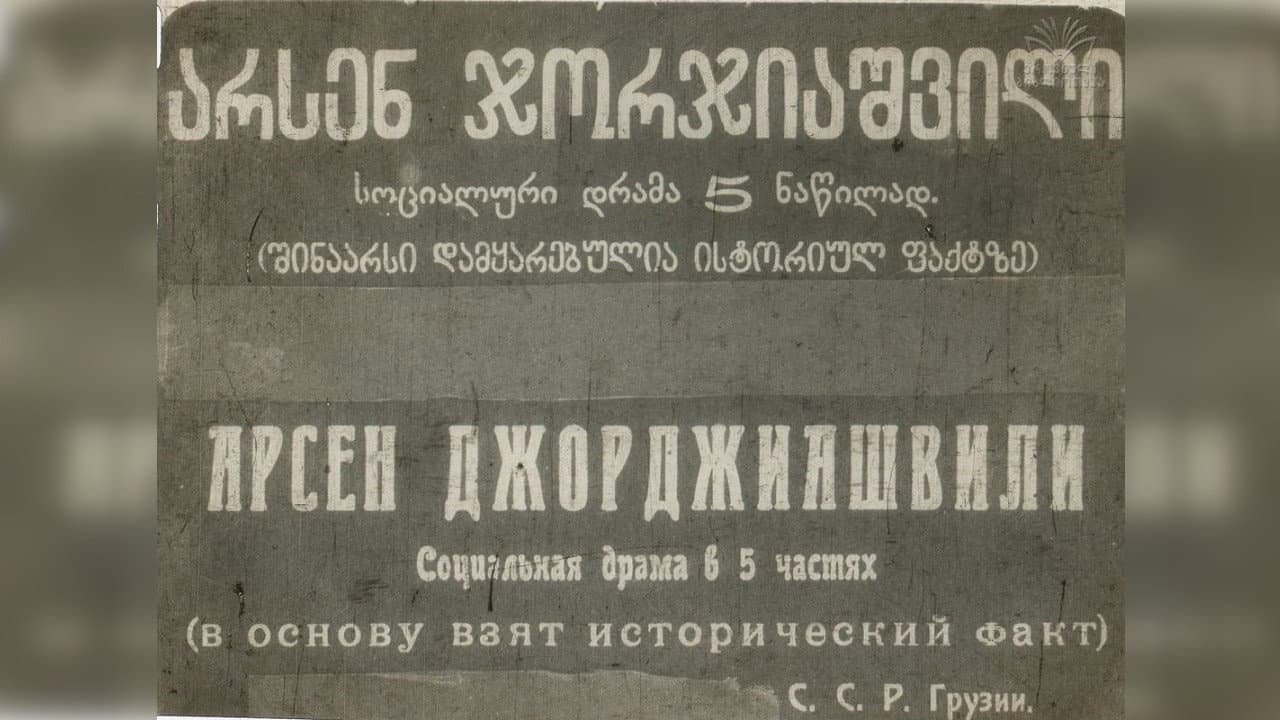 არსენ ჯორჯიაშვილი
სოციალური დრამა 5 ნაწილად.
(შინაარსი დამყარებულია ისტორიულ ფაქტზე)
АРСЕН ДЖОРДЖИАШВИЛИ
Социальная драма в 5 частях
(в основу взят исторический факт)
С. С. Р. Грузии.